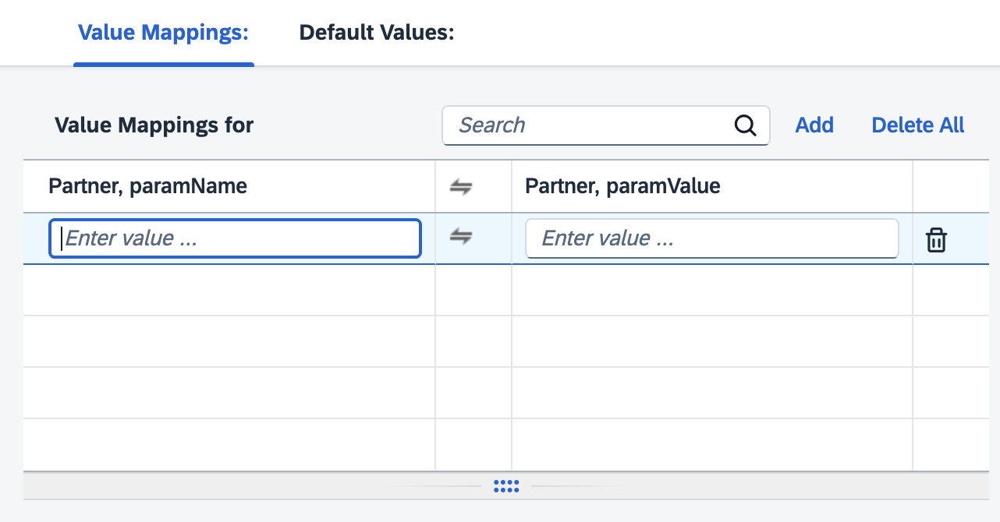 Value Mappings: Default Values:
Value Mappings for Search Add Delete All
Partner, paramName Partner, paramValue
Enter value ... Enter value ...